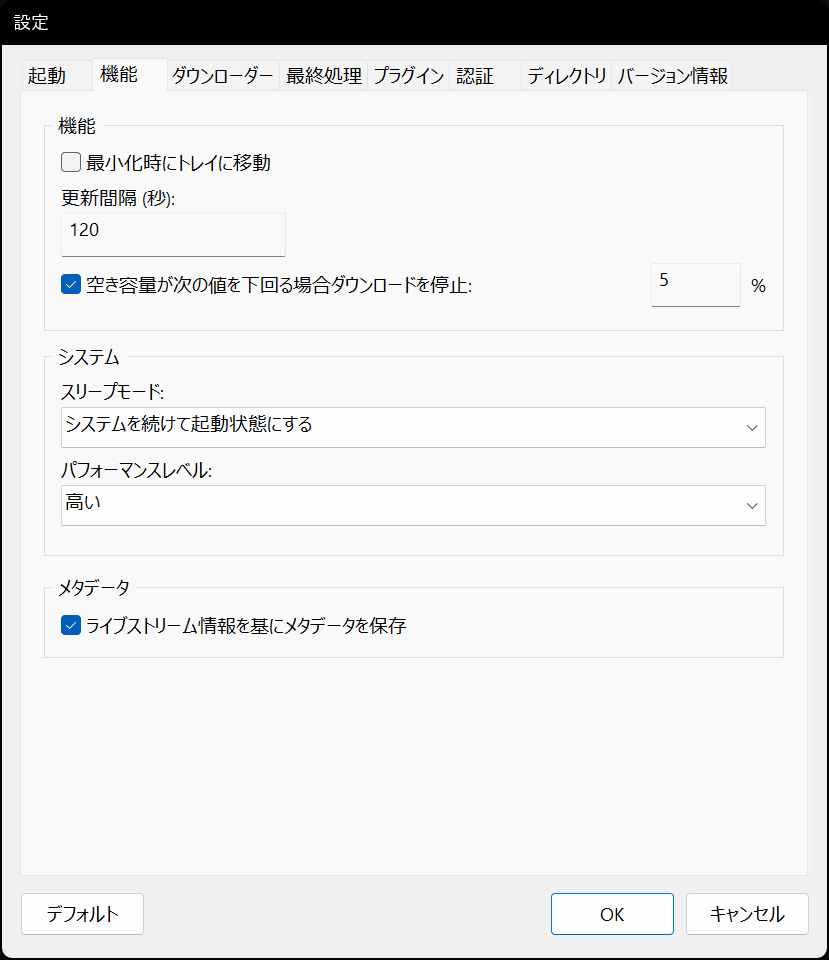 設定
起動 機能 ダウンローダー 最終処理 プラグイン 認証 ディレクトリ バージョン情報
機能
最小化時にトレイに移動
更新間隔 (秒):
120
空き容量が次の値を下回る場合ダウンロードを停止: 5 %
システム
スリープモード:
システムを続けて起動状態にする
パフォーマンスレベル:
高い
メタデータ
ライブストリーム情報を基にメタデータを保存
デフォルト OK キャンセル